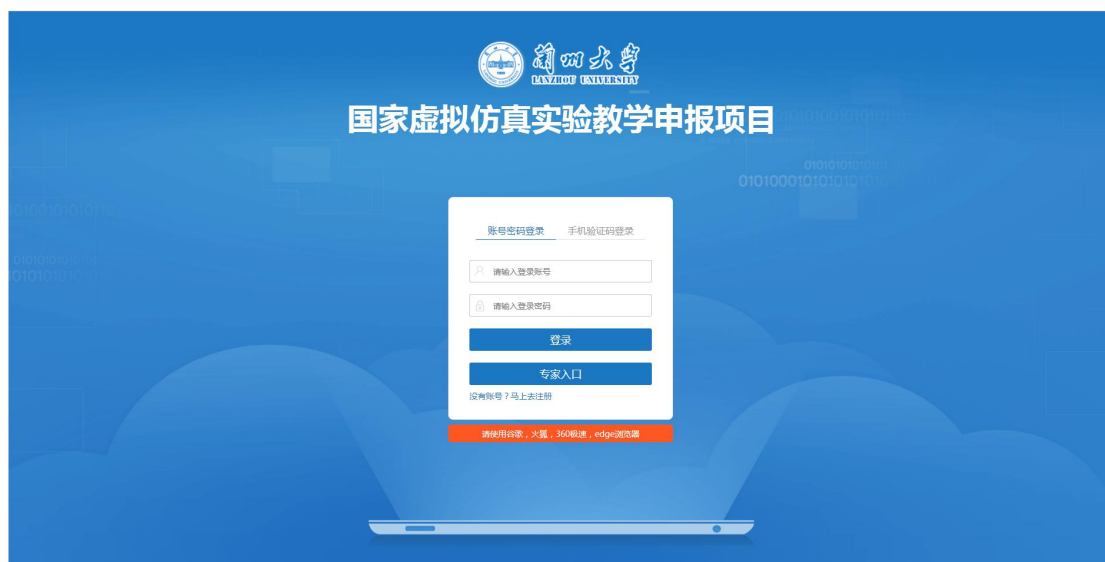 兰州大学
LANZHOU UNIVERSITY
国家虚拟仿真实验教学申报项目
账号密码登录 手机验证码登录
请输入登录账号
请输入登录密码
登录
专家入口
没有账号？马上去注册
请使用谷歌，火狐，360极速，edge浏览器